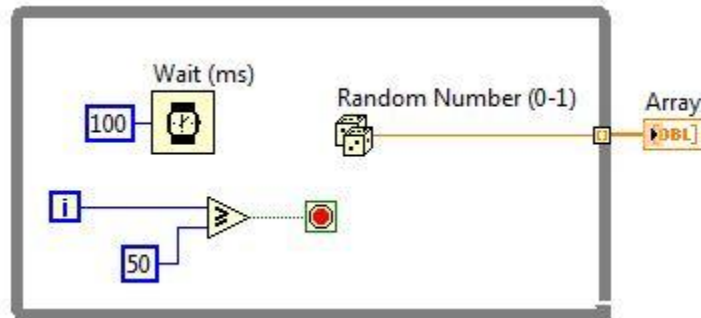 Wait (ms)
100
Random Number (0-1)
Array
DBL]
i
≥
50